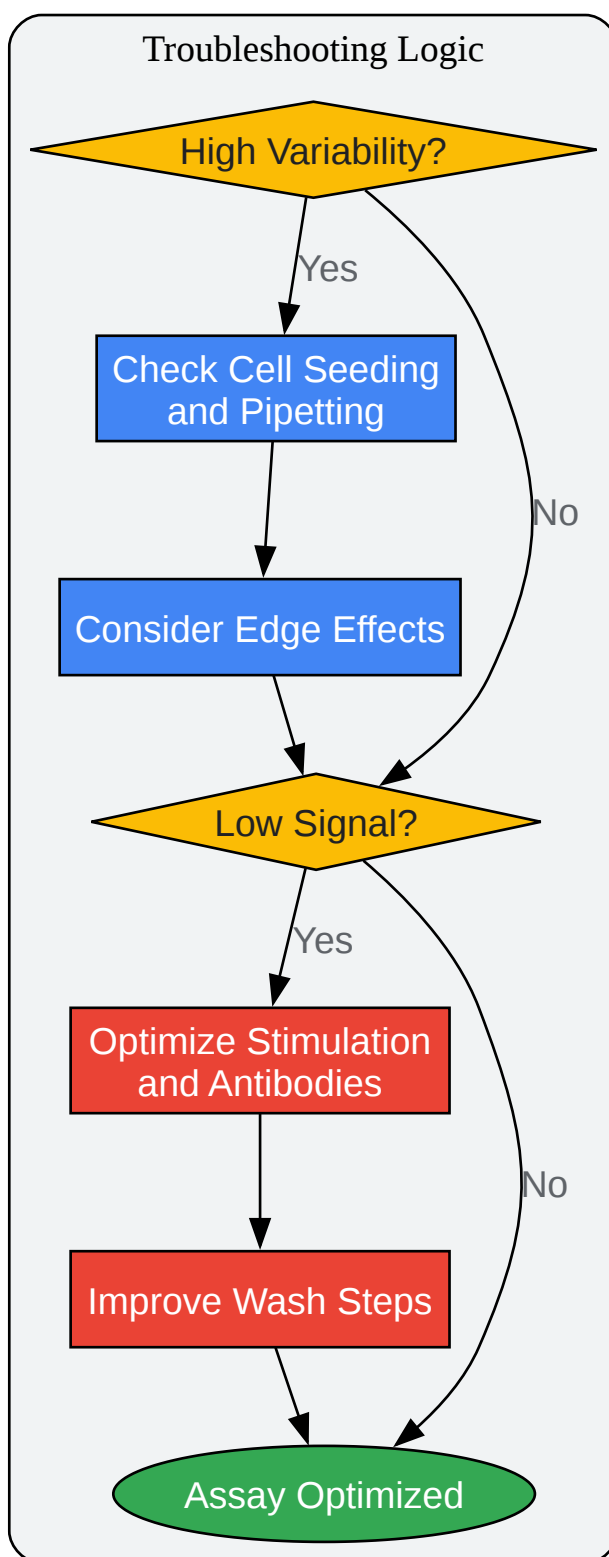 Troubleshooting Logic
High Variability?
Yes
Check Cell Seeding
and Pipetting
No
Consider Edge Effects
Low Signal?
Yes
Optimize Stimulation
and Antibodies
No
Improve Wash Steps
Assay Optimized